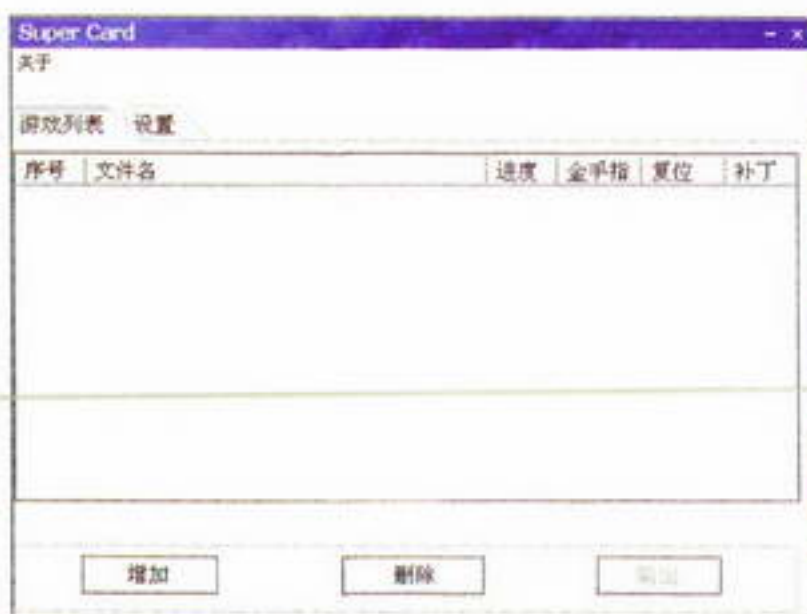 Super Card
关于
游戏列表 设置
序号 文件名 进度 金手指 复位 补丁
增加 删除